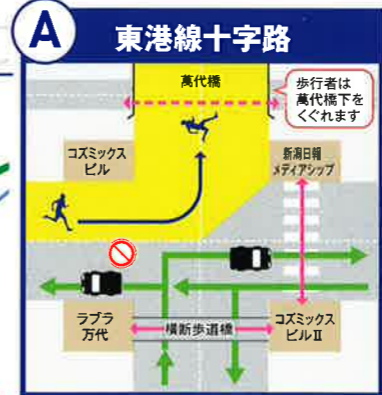 A
東港線十字路
萬代橋
歩行者は
萬代橋下を
くぐれます
コズミックス
ビル
新潟日報
メディアシップ
ラブラ
万代
横断歩道橋
コズミックス
ビルⅡ